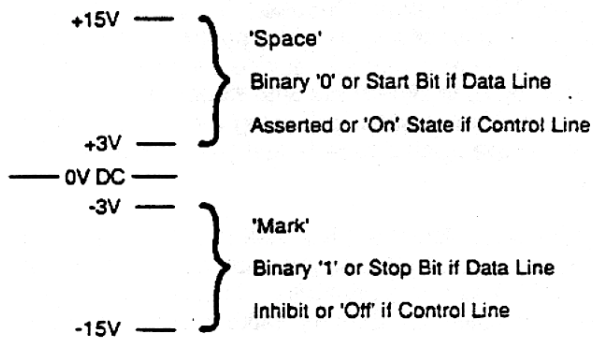 +15V
'Space'
Binary '0' or Start Bit if Data Line
Asserted or 'On' State if Control Line
+3V
0V DC
-3V
'Mark'
Binary '1' or Stop Bit if Data Line
Inhibit or 'Off' if Control Line
-15V